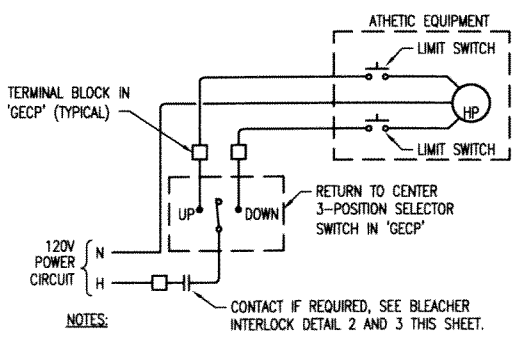 ATHETIC EQUIPMENT
LIMIT SWITCH
TERMINAL BLOCK IN
'GECP' (TYPICAL)
HP
LIMIT SWITCH
UP
DOWN
RETURN TO CENTER
3-POSITION SELECTOR
SWITCH IN 'GECP'
120V
POWER
CIRCUIT
N
H
CONTACT IF REQUIRED, SEE BLEACHER
INTERLOCK DETAIL 2 AND 3 THIS SHEET.
NOTES: